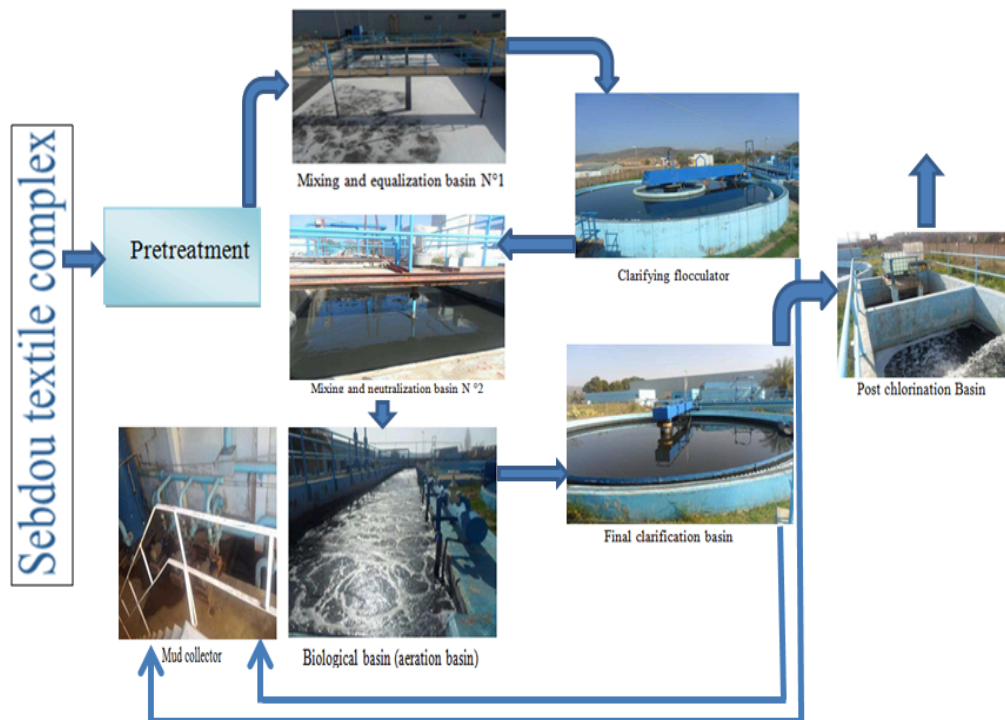 Sebdou textile complex
Pretreatment
Mixing and equalization basin N°1
Clarifying flocculator
Mixing and neutralization basin N °2
Post chlorination Basin
Final clarification basin
Mud collector
Biological basin (aeration basin)